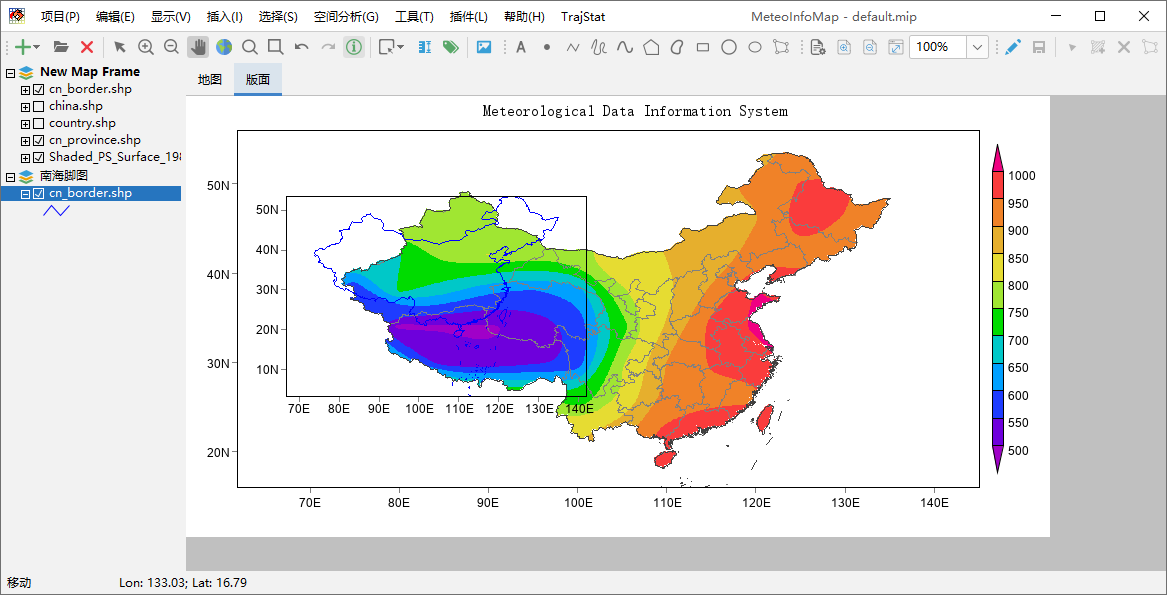 MeteoInfoMap - default.mip
项目(P) 编辑(E) 显示(V) 插入(I) 选择(S) 空间分析(G) 工具(T) 插件(L) 帮助(H) TrajStat
100%
New Map Frame
cn_border.shp
china.shp
country.shp
cn_province.shp
Shaded_PS_Surface_198
南海脚图
cn_border.shp
地图 版面
Meteorological Data Information System
50N
40N
30N
20N
70E 80E 90E 100E 110E 120E 130E 140E
50N
40N
30N
20N
10N
70E 80E 90E 100E 110E 120E 130E 140E
1000
950
900
850
800
750
700
650
600
550
500
移动 Lon: 133.03; Lat: 16.79